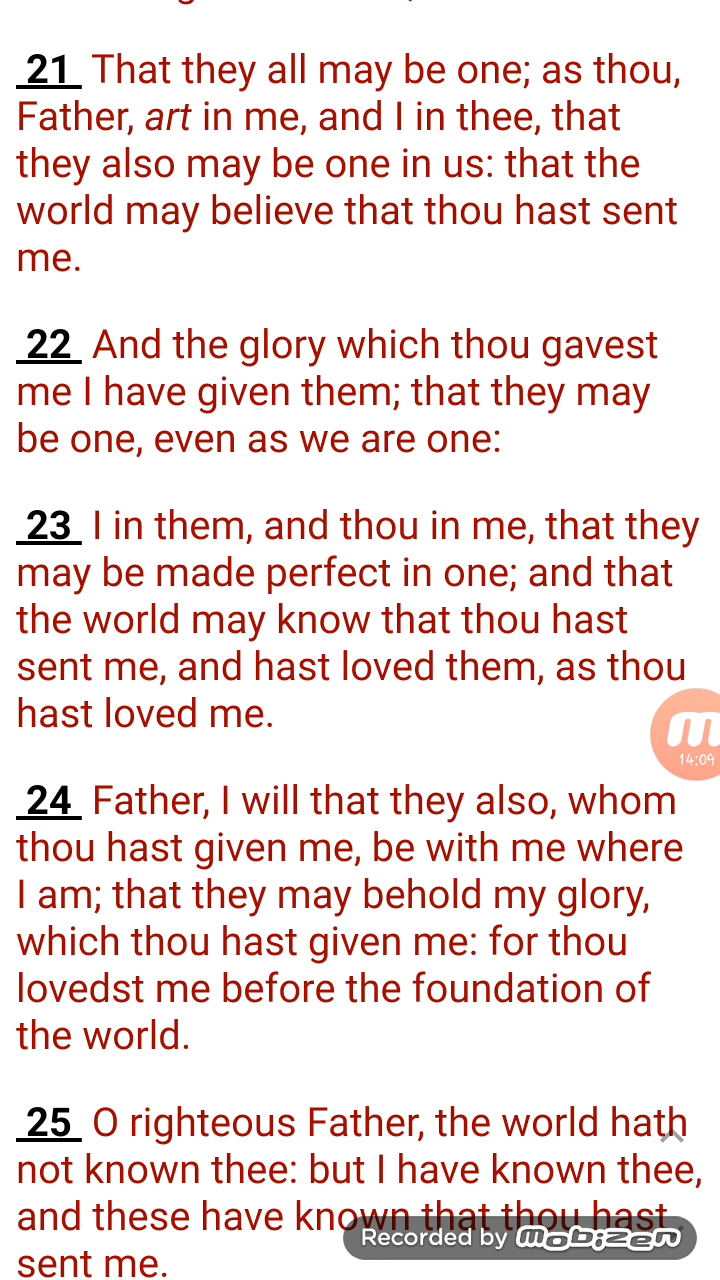 21 That they all may be one; as thou,
Father, art in me, and I in thee, that
they also may be one in us: that the
world may believe that thou hast sent
me.
22 And the glory which thou gavest
me I have given them; that they may
be one, even as we are one:
23 I in them, and thou in me, that they
may be made perfect in one; and that
the world may know that thou hast
sent me, and hast loved them, as thou
hast loved me.
14:09
24 Father, I will that they also, whom
thou hast given me, be with me where
I am; that they may behold my glory,
which thou hast given me: for thou
lovedst me before the foundation of
the world.
25 O righteous Father, the world hath
not known thee: but I have known thee,
and these have known that thou hast
sent me.
Recorded by mobizen